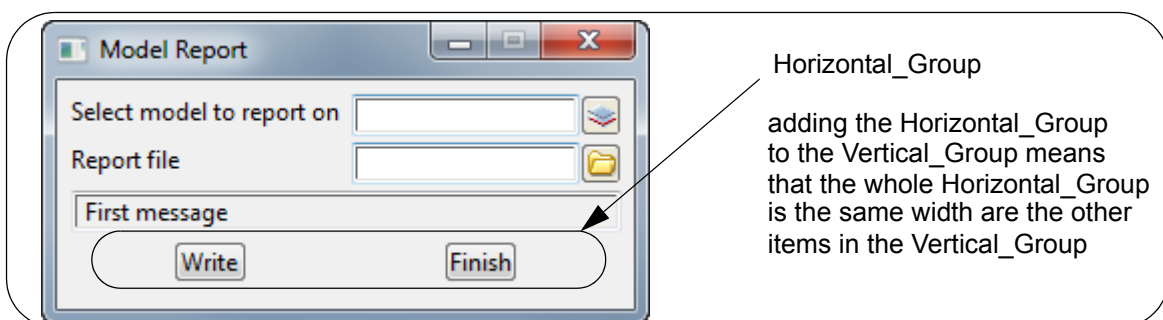 Model Report
Select model to report on
Report file
First message
Write
Finish
Horizontal_Group
adding the Horizontal_Group
to the Vertical_Group means
that the whole Horizontal_Group
is the same width are the other
items in the Vertical_Group